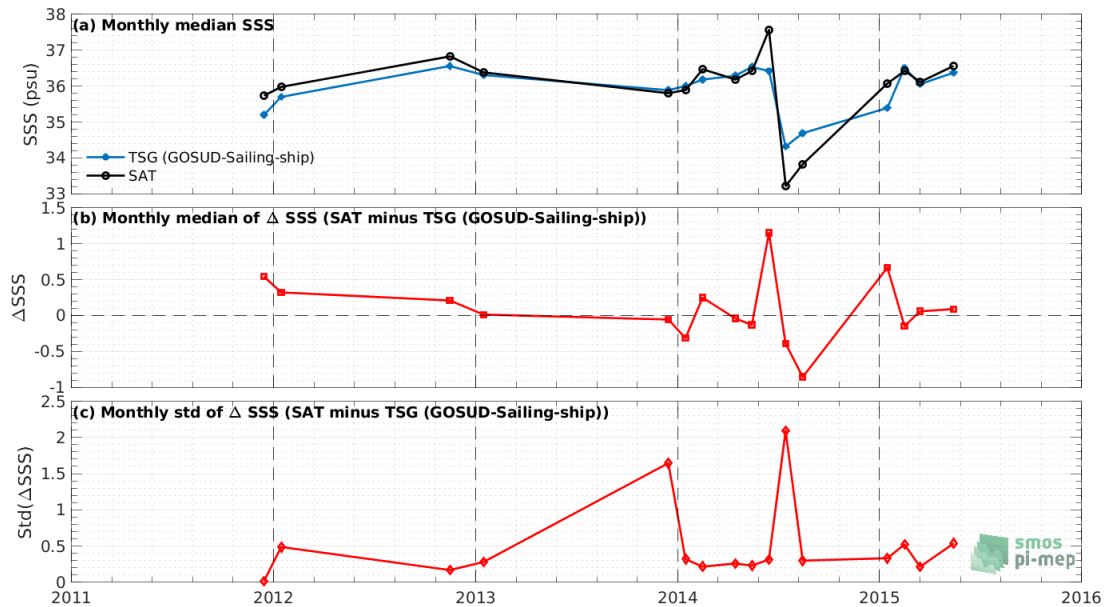 (a) Monthly median SSS
38
37
36
35
34
33
SSS (psu)
TSG (GOSUD-Sailing-ship)
SAT
(b) Monthly median of Δ SSS (SAT minus TSG (GOSUD-Sailing-ship))
1.5
1
0.5
0
-0.5
-1
ΔSSS
(c) Monthly std of Δ SSS (SAT minus TSG (GOSUD-Sailing-ship))
2.5
2
1.5
1
0.5
0
Std(ΔSSS)
smos
pi-mep
2011 2012 2013 2014 2015 2016